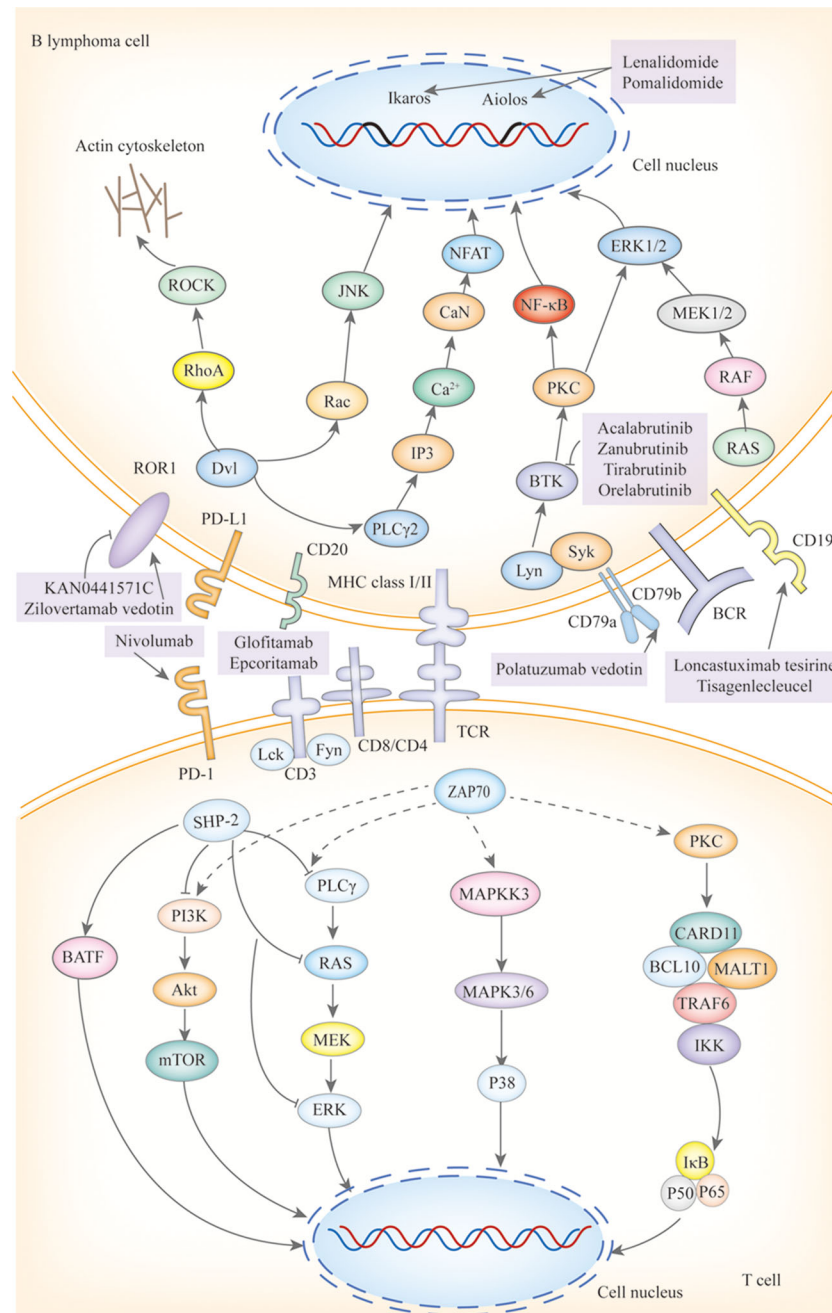 B lymphoma cell
Lenalidomide
Pomalidomide
Ikaros
Aiolos
Cell nucleus
Actin cytoskeleton
ROCK
JNK
NFAT
ERK1/2
CaN
NF-κB
MEK1/2
RhoA
Rac
Ca²⁺
PKC
RAF
Acalabrutinib
Zanubrutinib
Tirabrutinib
Orelabrutinib
RAS
ROR1
Dvl
IP3
BTK
PD-L1
PLCγ2
CD20
Lyn
Syk
CD19
MHC class I/II
CD79b
CD79a
BCR
KAN0441571C
Zilovertamab vedotin
Nivolumab
Glofitamab
Epcoritamab
Polatuzumab vedotin
Loncastuximab tesirine
Tisagenlecleucel
TCR
CD8/CD4
Lck
Fyn
CD3
PD-1
ZAP70
SHP-2
PKC
PLCγ
MAPKK3
PI3K
CARD11
BATF
RAS
BCL10
MALT1
Akt
MAPK3/6
TRAF6
MEK
IKK
mTOR
P38
ERK
IκB
P50
P65
Cell nucleus
T cell